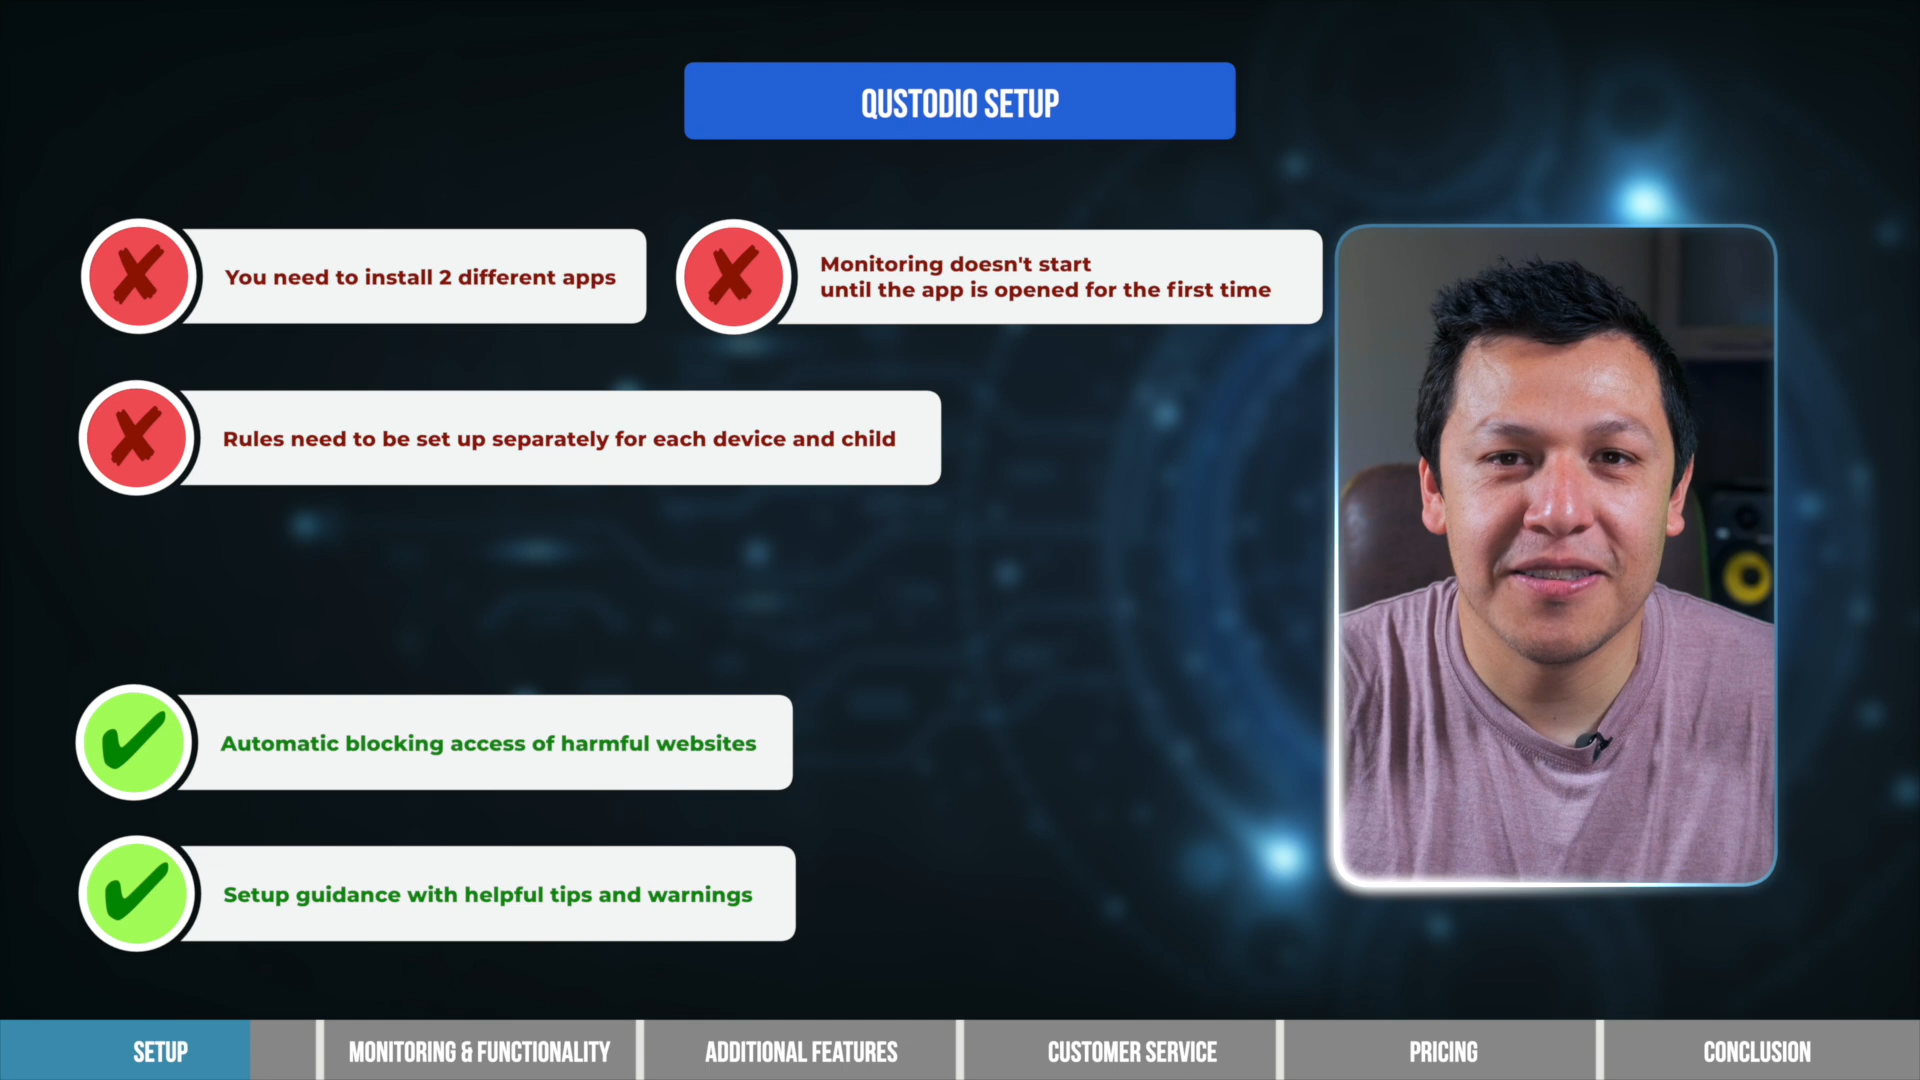 QUSTODIO SETUP
You need to install 2 different apps
Monitoring doesn't start
until the app is opened for the first time
Rules need to be set up separately for each device and child
Automatic blocking access of harmful websites
Setup guidance with helpful tips and warnings
SETUP
MONITORING & FUNCTIONALITY
ADDITIONAL FEATURES
CUSTOMER SERVICE
PRICING
CONCLUSION